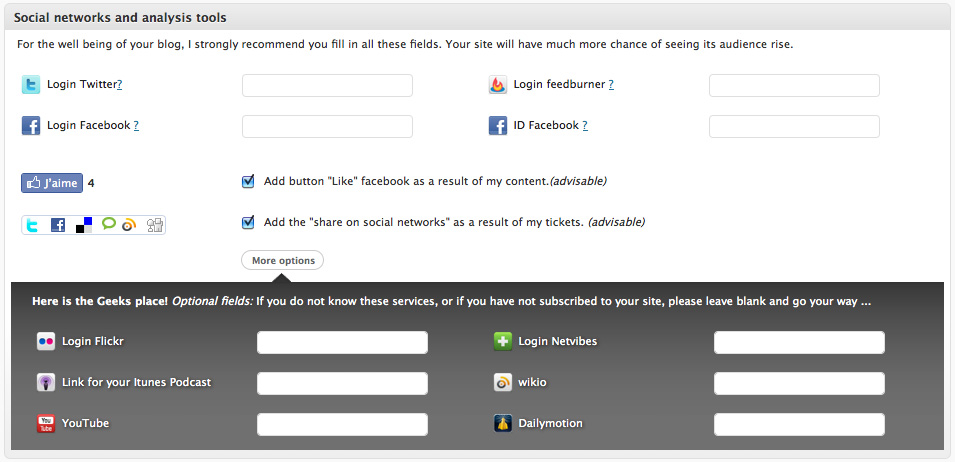 Social networks and analysis tools
For the well being of your blog, I strongly recommend you fill in all these fields. Your site will have much more chance of seeing its audience rise.
Login Twitter?
Login feedburner ?
Login Facebook ?
ID Facebook ?
J'aime 4
Add button "Like" facebook as a result of my content.(advisable)
Add the "share on social networks" as a result of my tickets. (advisable)
More options
Here is the Geeks place! Optional fields: If you do not know these services, or if you have not subscribed to your site, please leave blank and go your way ...
Login Flickr
Login Netvibes
Link for your Itunes Podcast
wikio
You Tube
YouTube
Dailymotion